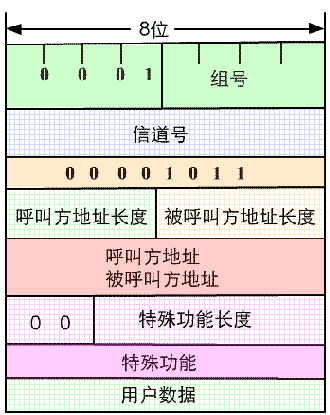 8位
0 0 0 1 组号
信道号
0 0 0 0 1 0 1 1
呼叫方地址长度 被呼叫方地址长度
呼叫方地址
被呼叫方地址
0 0 特殊功能长度
特殊功能
用户数据